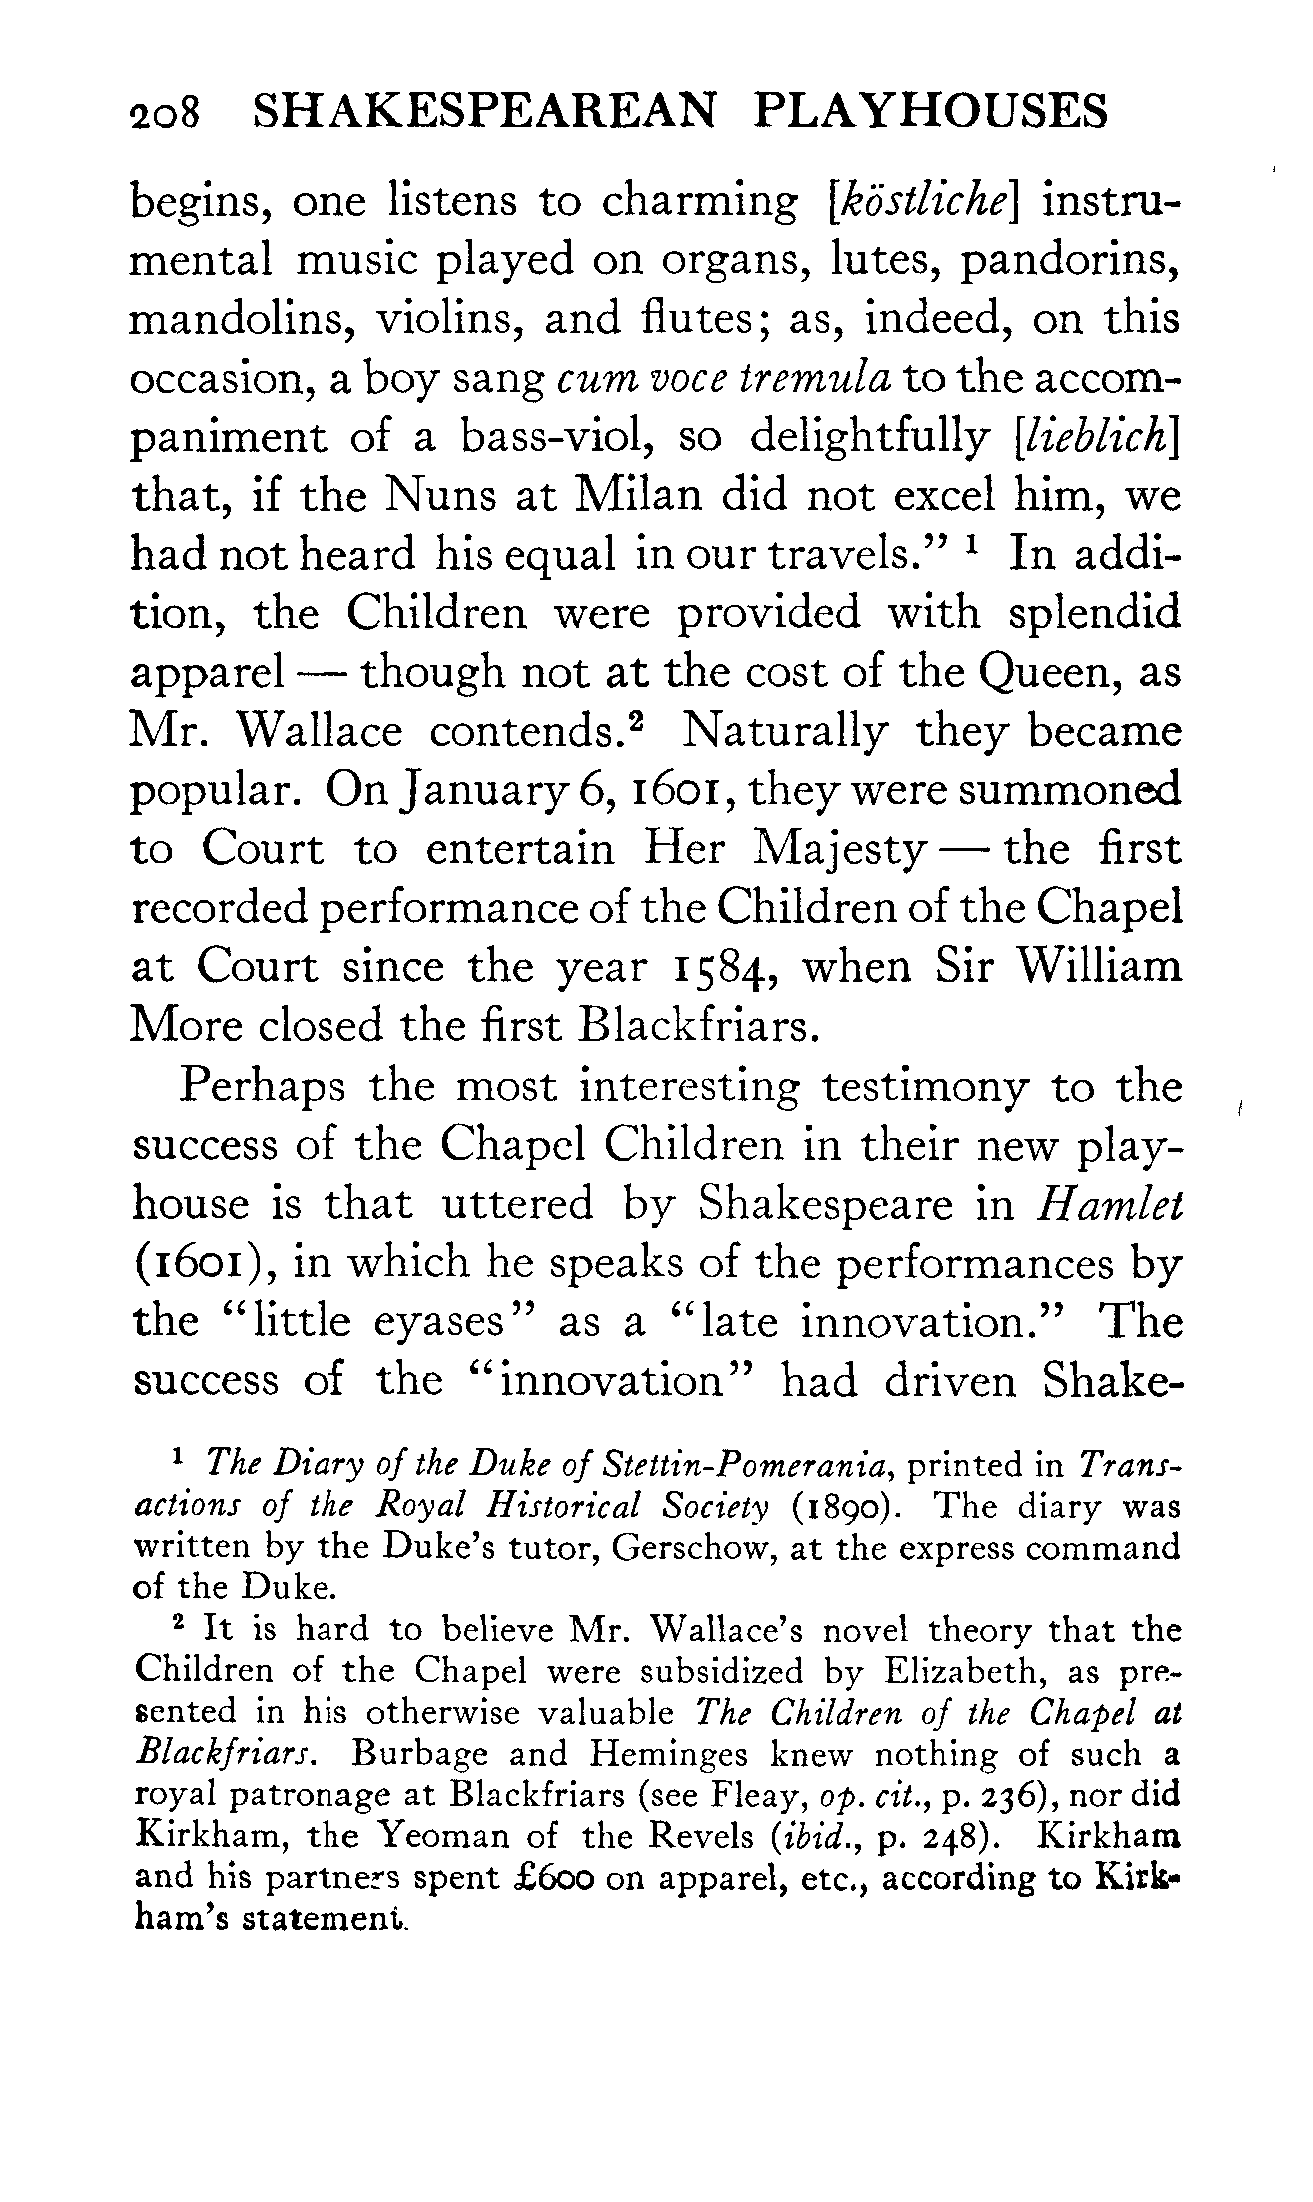 208 SHAKESPEAREAN PLAYHOUSES
begins, one listens to charming [köstliche] instru-
mental music played on organs, lutes, pandorins,
mandolins, violins, and flutes; as, indeed, on this
occasion, a boy sang cum voce tremula to the accom-
paniment of a bass-viol, so delightfully [lieblich]
that, if the Nuns at Milan did not excel him, we
had not heard his equal in our travels.” ¹ In addi-
tion, the Children were provided with splendid
apparel — though not at the cost of the Queen, as
Mr. Wallace contends.² Naturally they became
popular. On January 6, 1601, they were summoned
to Court to entertain Her Majesty — the first
recorded performance of the Children of the Chapel
at Court since the year 1584, when Sir William
More closed the first Blackfriars.
Perhaps the most interesting testimony to the
success of the Chapel Children in their new play-
house is that uttered by Shakespeare in Hamlet
(1601), in which he speaks of the performances by
the “little eyases” as a “late innovation.” The
success of the “innovation” had driven Shake-
¹ The Diary of the Duke of Stettin-Pomerania, printed in Trans-
actions of the Royal Historical Society (1890). The diary was
written by the Duke’s tutor, Gerschow, at the express command
of the Duke.
² It is hard to believe Mr. Wallace’s novel theory that the
Children of the Chapel were subsidized by Elizabeth, as pre-
sented in his otherwise valuable The Children of the Chapel at
Blackfriars. Burbage and Heminges knew nothing of such a
royal patronage at Blackfriars (see Fleay, op. cit., p. 236), nor did
Kirkham, the Yeoman of the Revels (ibid., p. 248). Kirkham
and his partners spent £600 on apparel, etc., according to Kirk-
ham’s statement.